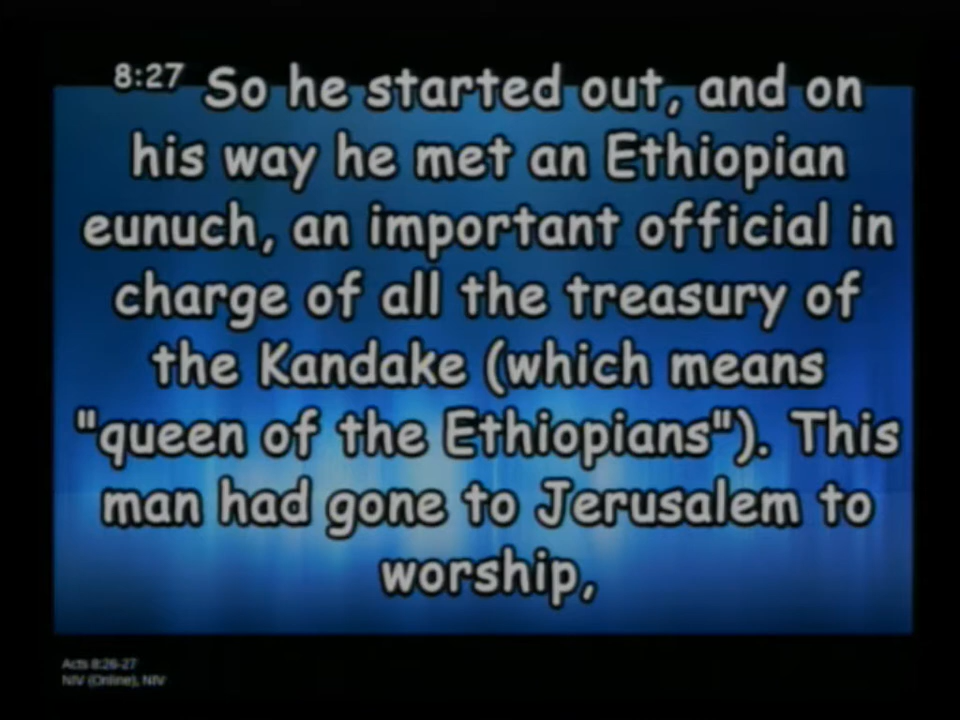 8:27 So he started out, and on
his way he met an Ethiopian
eunuch, an important official in
charge of all the treasury of
the Kandake (which means
"queen of the Ethiopians"). This
man had gone to Jerusalem to
worship,
Acts 8:26-27
NIV (Online), NIV